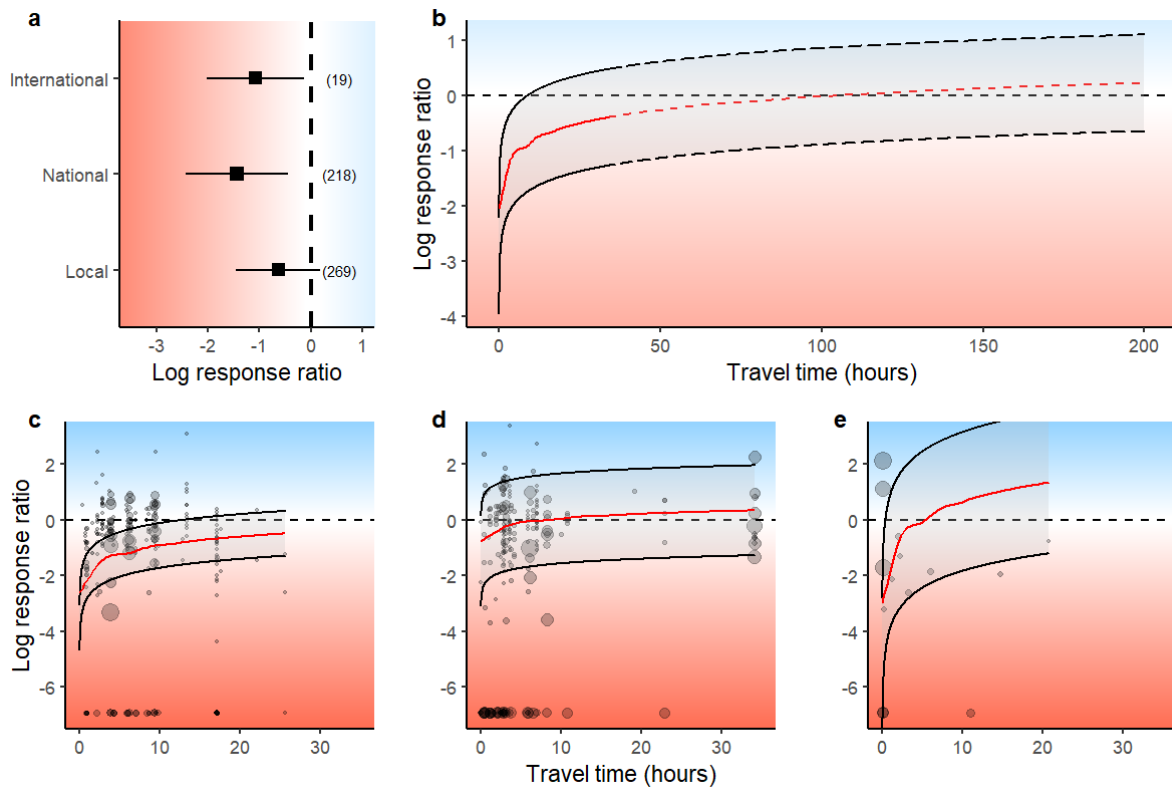 a
International
National
Local
(19)
(218)
(269)
-3 -2 -1 0 1
Log response ratio
b
Log response ratio
1
0
-1
-2
-3
-4
0 50 100 150 200
Travel time (hours)
c
Log response ratio
2
0
-2
-4
-6
0 10 20 30
d
2
0
-2
-4
-6
0 10 20 30
e
2
0
-2
-4
-6
0 10 20 30
Travel time (hours)